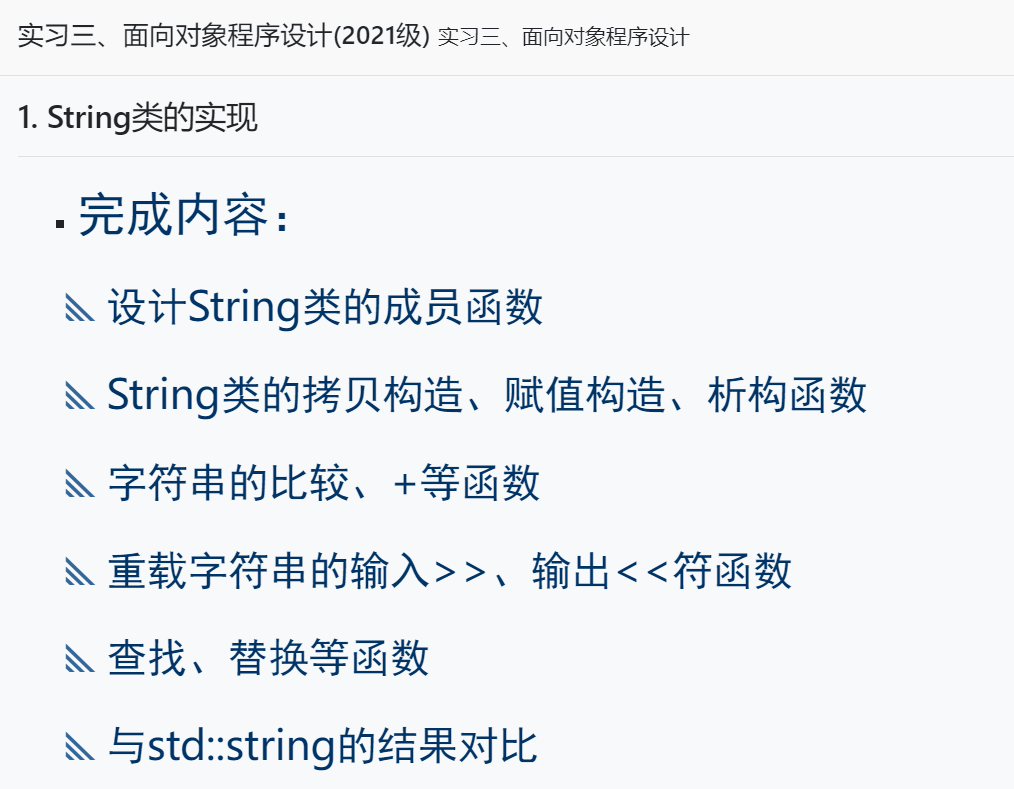 实习三、面向对象程序设计(2021级) 实习三、面向对象程序设计
1. String类的实现
完成内容：
设计String类的成员函数
String类的拷贝构造、赋值构造、析构函数
字符串的比较、+等函数
重载字符串的输入>>、输出<<符函数
查找、替换等函数
与std::string的结果对比